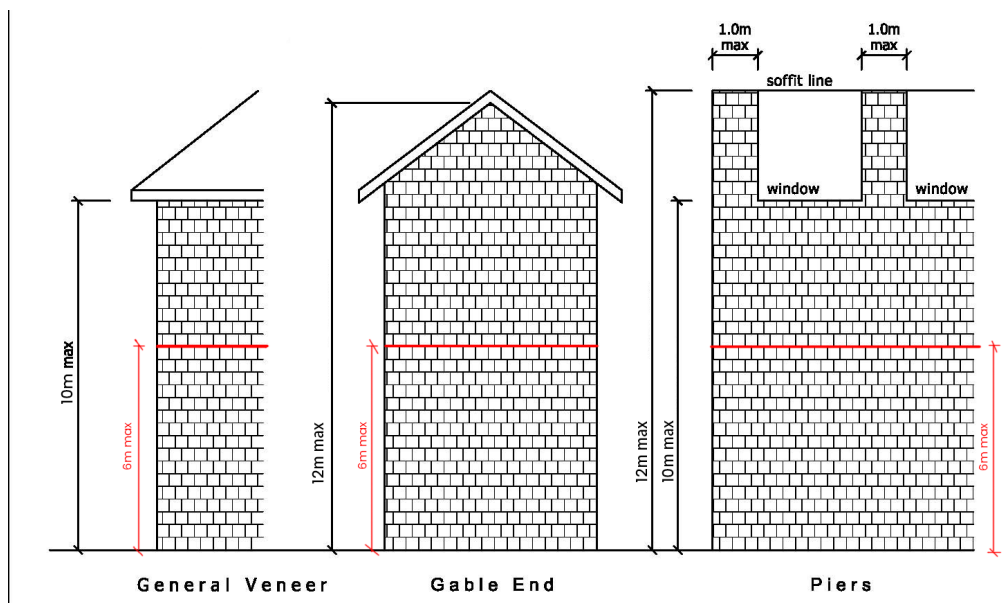 1.0m
max
1.0m
max
soffit line
window
window
10m max
6m max
12m max
6m max
12m max
10m max
6m max
General Veneer
Gable End
Piers